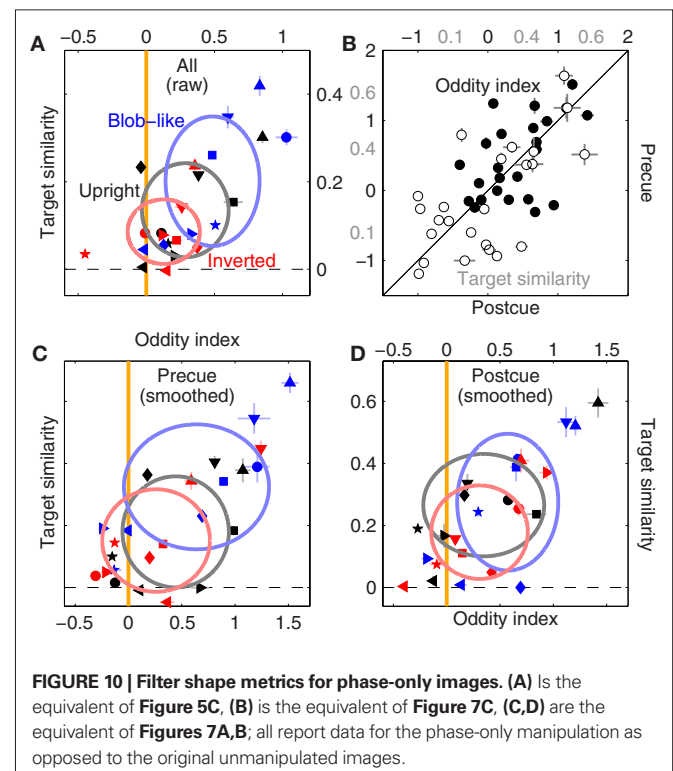 A
−0.5 0 0.5 1
All
(raw)
Blob-like
Upright
Inverted
Target similarity
0.4
0.2
0
B
−1 0.1 0 0.4 1 0.6 2
2
0.6
1
0.4
0
0.1
−1
Oddity index
Target similarity
Precue
Postcue
Oddity index
C
Precue
(smoothed)
Target similarity
−0.5 0 0.5 1 1.5
D
−0.5 0 0.5 1 1.5
Postcue
(smoothed)
0.6
0.4
0.2
0
Target similarity
Oddity index
FIGURE 10 | Filter shape metrics for phase-only images. (A) Is the
equivalent of Figure 5C, (B) is the equivalent of Figure 7C, (C,D) are the
equivalent of Figures 7A,B; all report data for the phase-only manipulation as
opposed to the original unmanipulated images.